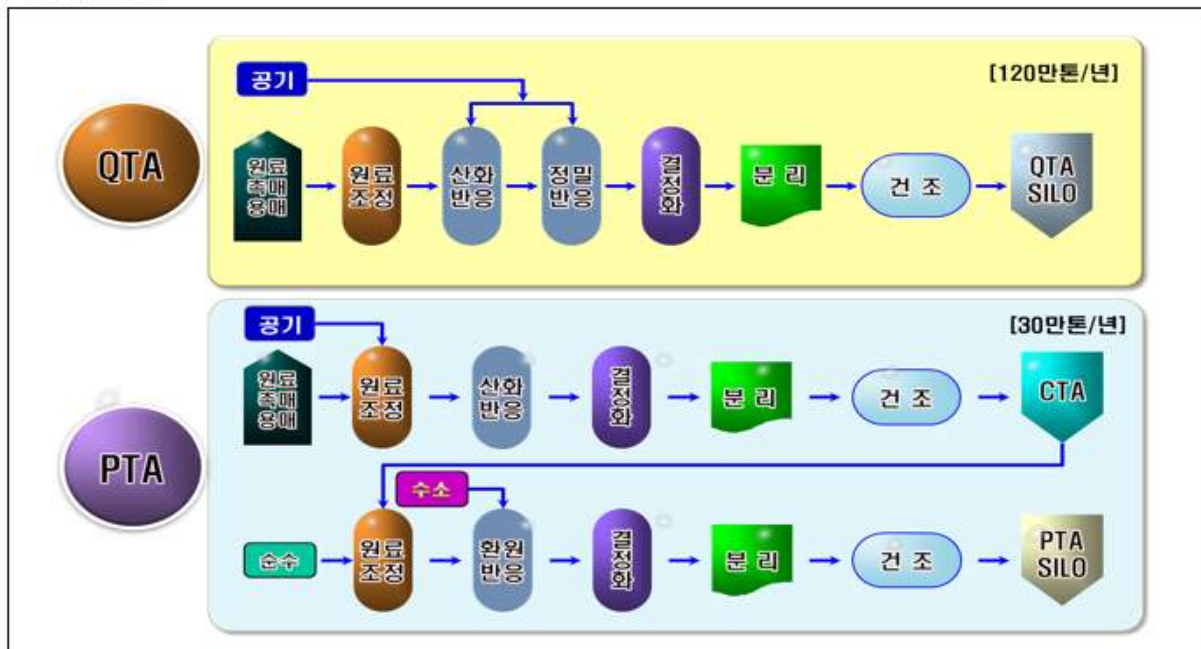 QTA
공기
[120만톤/년]
원료
촉매
용매
원료
조정
산화
반응
정밀
반응
결정화
분 리
건 조
QTA
SILO
PTA
공기
[30만톤/년]
원료
촉매
용매
원료
조정
산화
반응
결정화
분 리
건 조
CTA
수소
순수
원료
조정
환원
반응
결정화
분 리
건 조
PTA
SILO